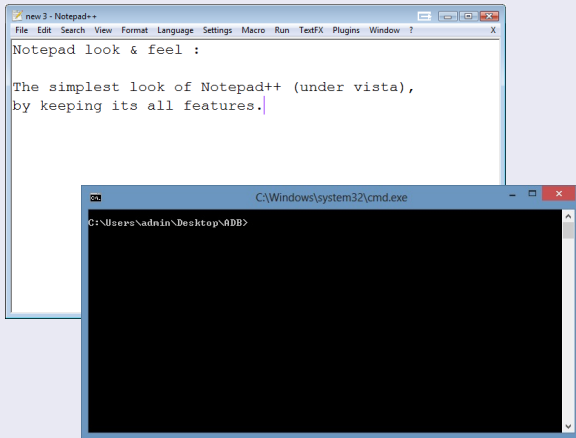 new 3 - Notepad++
File Edit Search View Format Language Settings Macro Run TextFX Plugins Window ? X
Notepad look & feel :
The simplest look of Notepad++ (under vista),
by keeping its all features.
C:\Windows\system32\cmd.exe
C:\Users\admin\Desktop\ADB>